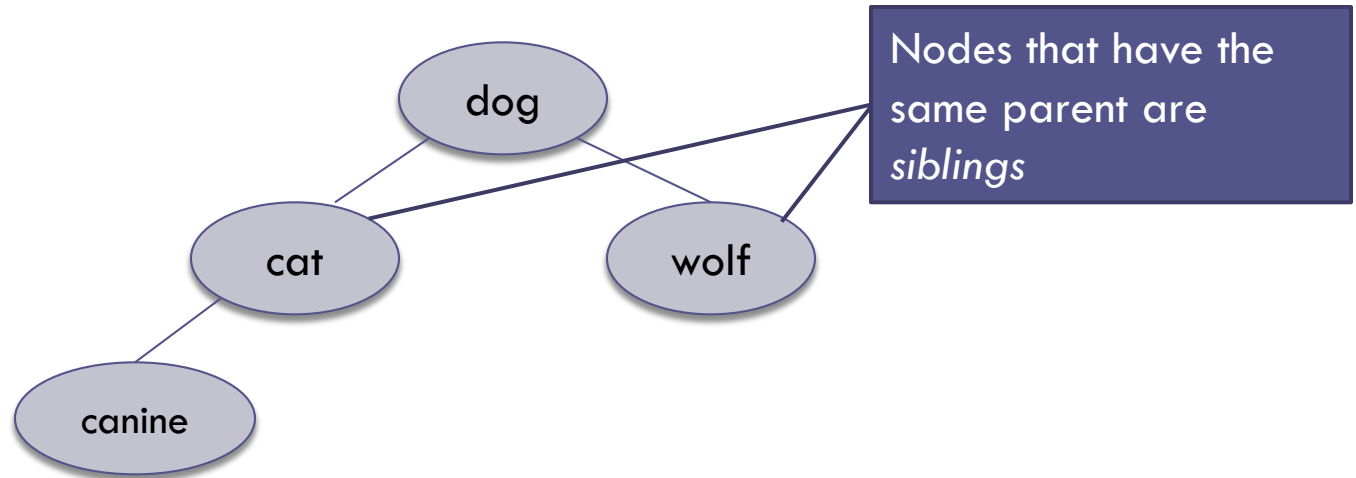 dog
Nodes that have the
same parent are
siblings
cat
wolf
canine